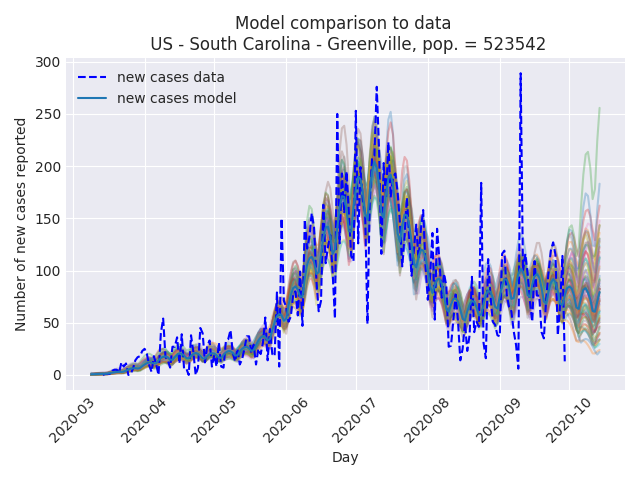 Model comparison to data
US - South Carolina - Greenville, pop. = 523542
new cases data
new cases model
Number of new cases reported
300
250
200
150
100
50
0
2020-03
2020-04
2020-05
2020-06
2020-07
2020-08
2020-09
2020-10
Day